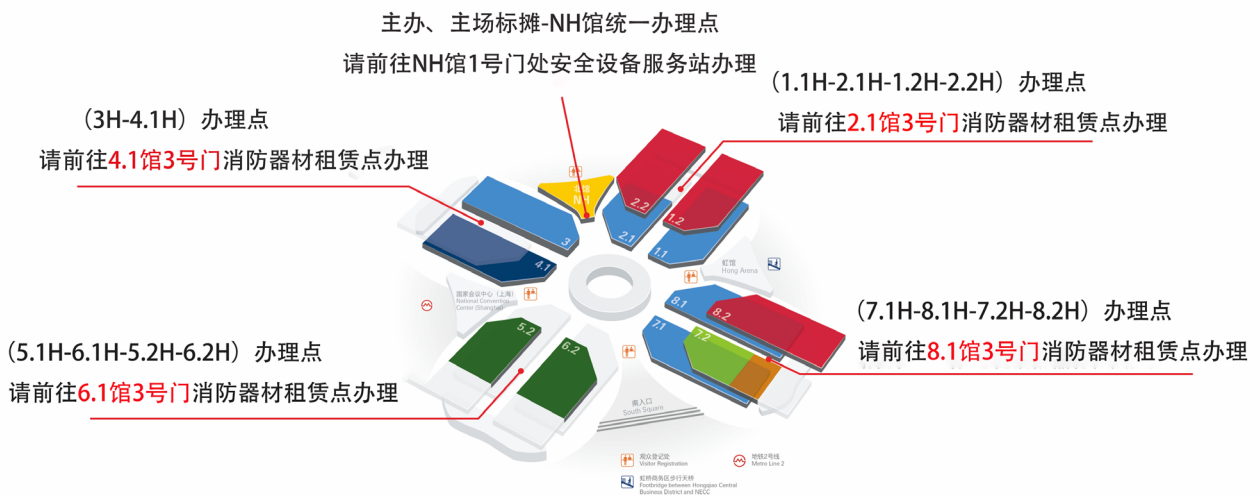 主办、主场标摊-NH馆统一办理点
请前往NH馆1号门处安全设备服务站办理
（1.1H-2.1H-1.2H-2.2H）办理点
请前往2.1馆3号门消防器材租赁点办理
（3H-4.1H）办理点
请前往4.1馆3号门消防器材租赁点办理
NH
2.2
1.2
2.1
1.1
3
4.1
虹馆
Hong Arena
国家会议中心（上海）
National Convention
Center (Shanghai)
8.1
8.2
7.1
7.2
5.2
6.2
（7.1H-8.1H-7.2H-8.2H）办理点
请前往8.1馆3号门消防器材租赁点办理
（5.1H-6.1H-5.2H-6.2H）办理点
请前往6.1馆3号门消防器材租赁点办理
南入口
South Square
观众登记处
Visitor Registration
地铁2号线
Metro Line 2
虹桥商务区步行天桥
Footbridge between Hongqiao Central
Business District and NECC